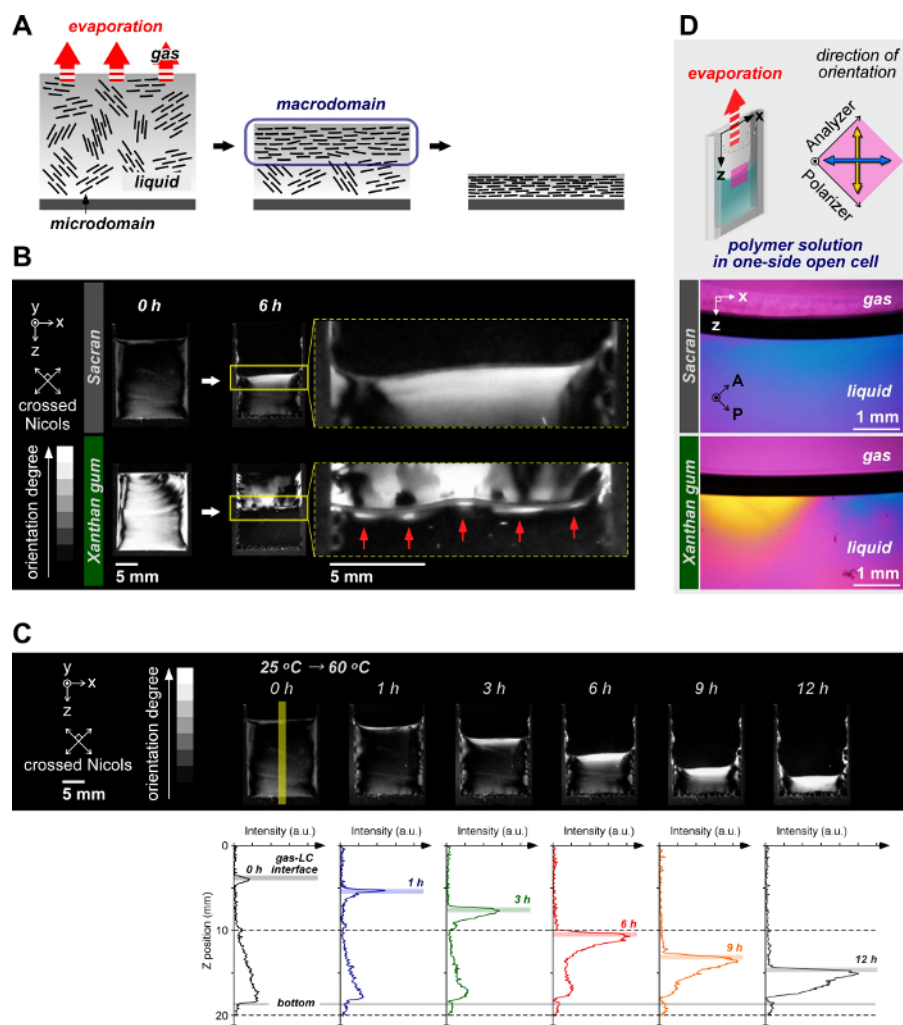 A
evaporation
gas
liquid
microdomain
macrodomain
D
evaporation
x
z
direction of
orientation
Analyzer
Polarizer
polymer solution
in one-side open cell
B
y
x
z
crossed
Nicols
orientation degree
Sacran
Xanthan gum
0 h
6 h
5 mm
5 mm
Sacran
x
z
gas
A
P
liquid
1 mm
Xanthan gum
gas
liquid
1 mm
C
y
x
z
crossed Nicols
5 mm
orientation degree
25 °C → 60 °C
0 h
1 h
3 h
6 h
9 h
12 h
Intensity (a.u.)
Intensity (a.u.)
Intensity (a.u.)
Intensity (a.u.)
Intensity (a.u.)
Intensity (a.u.)
Z position (mm)
0
10
20
gas-LC
interface
0 h
1 h
3 h
6 h
9 h
12 h
bottom